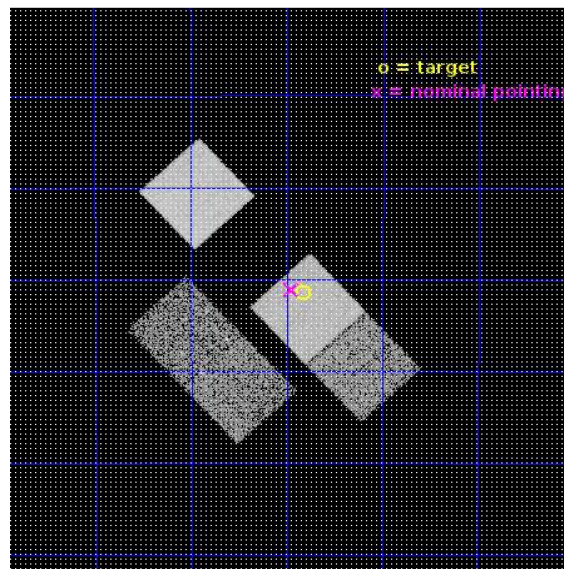 o = target
x = nominal pointing